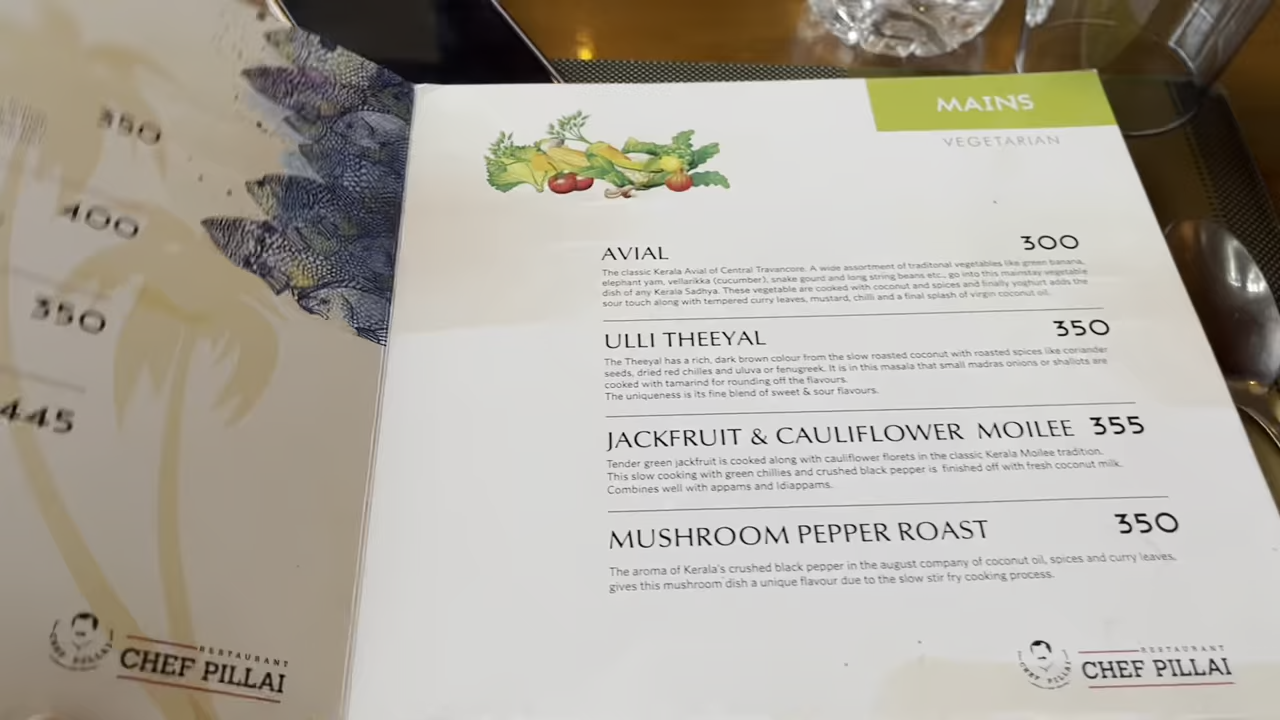 350
400
350
445
RESTAURANT
CHEF PILLAI
MAINS
VEGETARIAN
AVIAL 300
The classic Kerala Avial of Central Travancore. A wide assortment of traditonal vegetables like green banana,
elephant yam, vellarikka (cucumber), snake gourd and long string beans etc., go into this mainstay vegetable
dish of any Kerala Sadhya. These vegetable are cooked with coconut and spices and finally yoghurt adds the
sour touch along with tempered curry leaves, mustard, chilli and a final splash of virgin coconut oil.
ULLI THEEYAL 350
The Theeyal has a rich, dark brown colour from the slow roasted coconut with roasted spices like coriander
seeds, dried red chilles and uluva or fenugreek. It is in this masala that small madras onions or shallots are
cooked with tamarind for rounding off the flavours.
The uniqueness is its fine blend of sweet & sour flavours.
JACKFRUIT & CAULIFLOWER MOILEE 355
Tender green jackfruit is cooked along with cauliflower florets in the classic Kerala Moilee tradition.
This slow cooking with green chillies and crushed black pepper is finished off with fresh coconut milk.
Combines well with appams and Idiappams.
MUSHROOM PEPPER ROAST 350
The aroma of Kerala's crushed black pepper in the august company of coconut oil, spices and curry leaves,
gives this mushroom dish a unique flavour due to the slow stir fry cooking process.
CHEF PILLAI
RESTAURANT
CHEF PILLAI